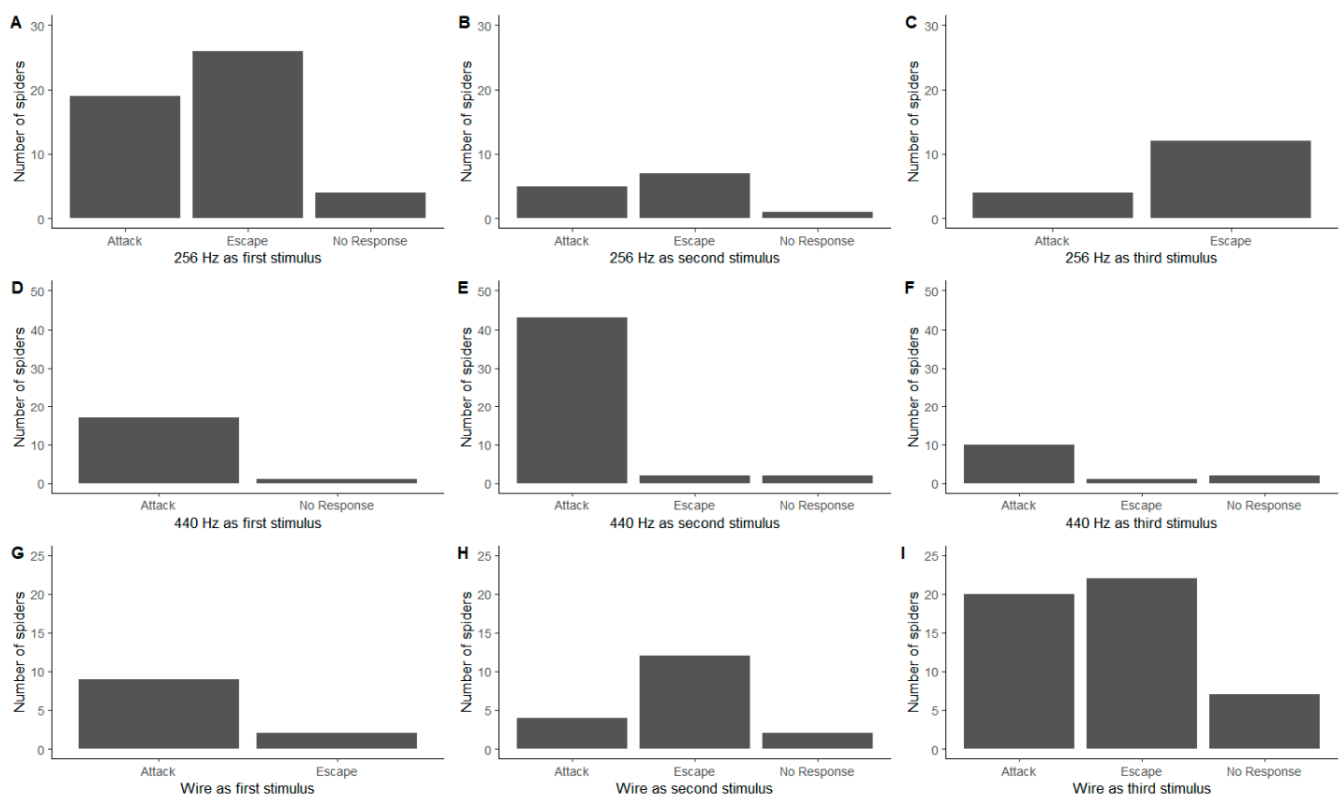 A
Number of spiders
30
20
10
0
Attack
Escape
No Response
256 Hz as first stimulus
B
Number of spiders
30
20
10
0
Attack
Escape
No Response
256 Hz as second stimulus
C
Number of spiders
30
20
10
0
Attack
Escape
256 Hz as third stimulus
D
Number of spiders
50
40
30
20
10
0
Attack
No Response
440 Hz as first stimulus
E
Number of spiders
50
40
30
20
10
0
Attack
Escape
No Response
440 Hz as second stimulus
F
Number of spiders
50
40
30
20
10
0
Attack
Escape
No Response
440 Hz as third stimulus
G
Number of spiders
25
20
15
10
5
0
Attack
Escape
Wire as first stimulus
H
Number of spiders
25
20
15
10
5
0
Attack
Escape
No Response
Wire as second stimulus
I
Number of spiders
25
20
15
10
5
0
Attack
Escape
No Response
Wire as third stimulus